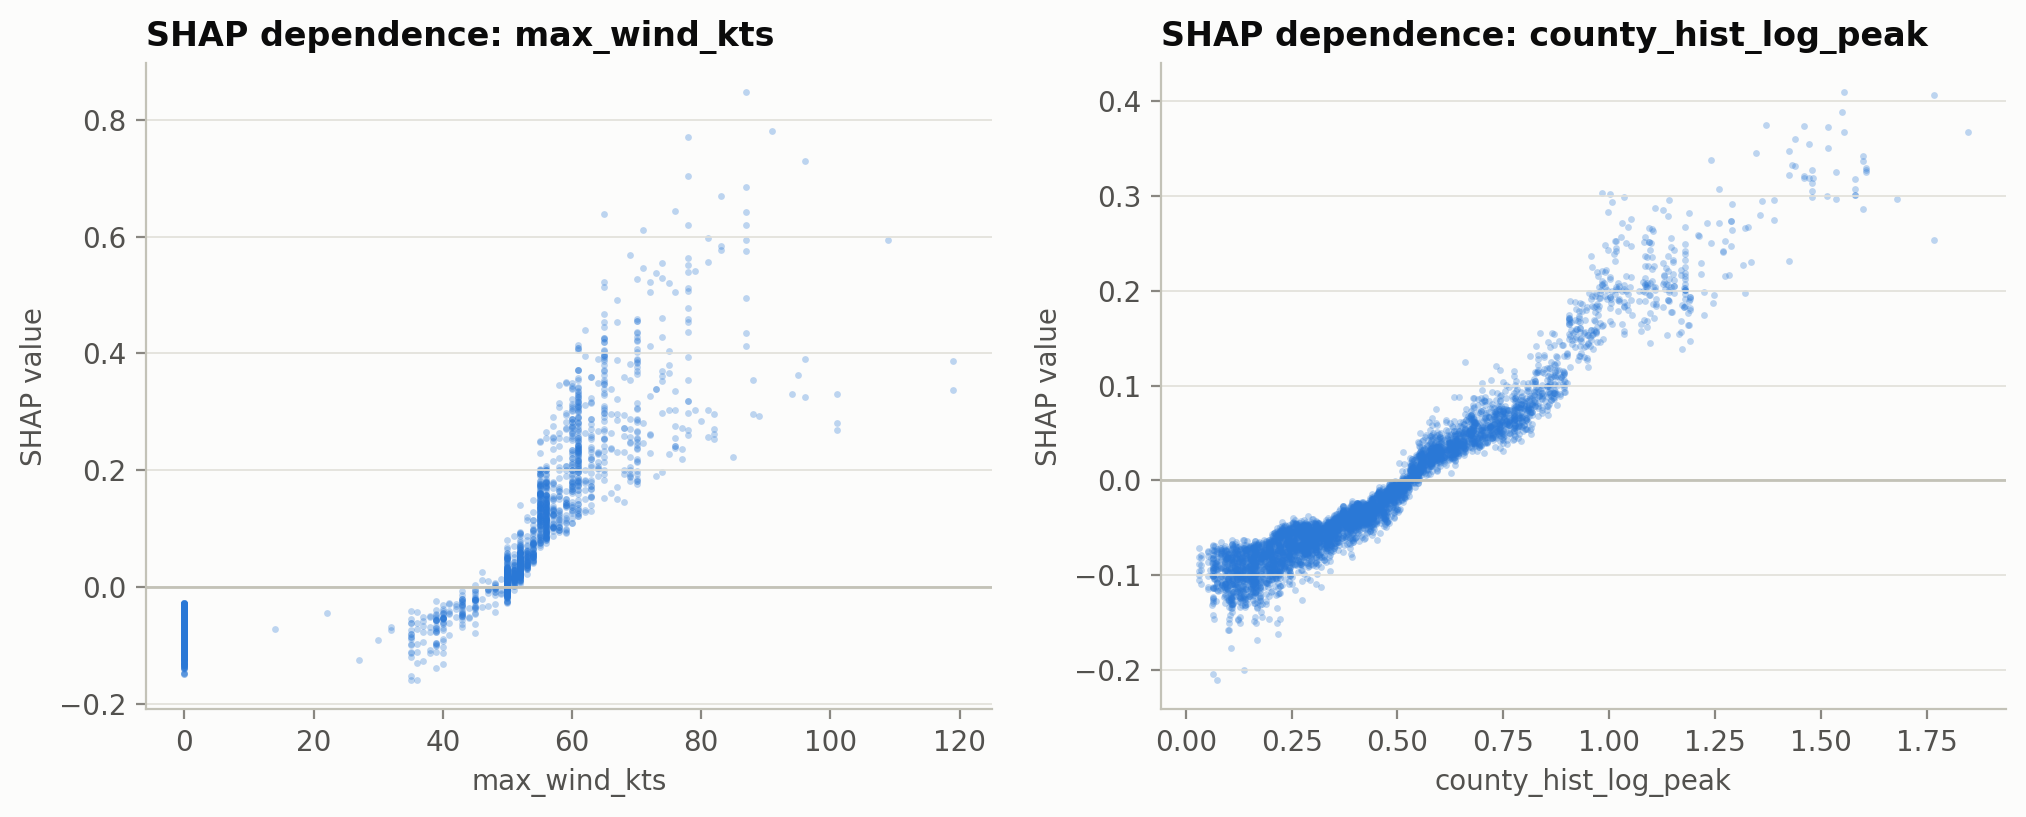 SHAP dependence: max_wind_kts
0.8
0.6
0.4
0.2
0.0
−0.2
SHAP value
0 20 40 60 80 100 120
max_wind_kts
SHAP dependence: county_hist_log_peak
0.4
0.3
0.2
0.1
0.0
−0.1
−0.2
SHAP value
0.00 0.25 0.50 0.75 1.00 1.25 1.50 1.75
county_hist_log_peak